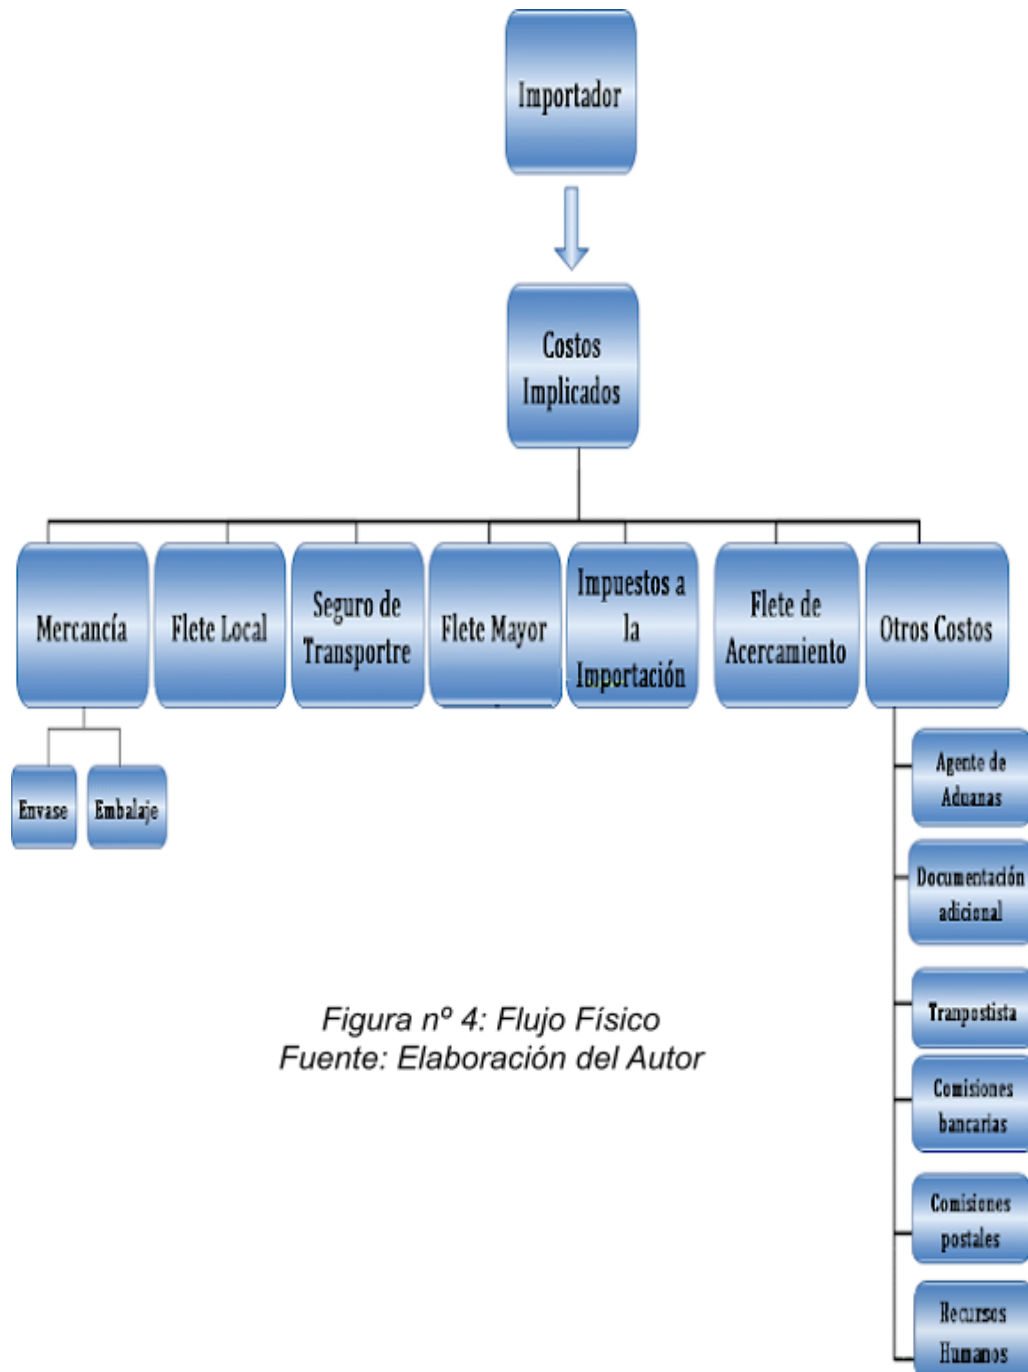 Importador
Costos
Implicados
Mercancía
Flete Local
Seguro de
Transportre
Flete Mayor
Impuestos a
la
Importación
Flete de
Acercamiento
Otros Costos
Envase
Embalaje
Agente de
Aduanas
Documentación
adicional
Tranpostista
Comisiones
bancarias
Comisiones
postales
Recursos
Humanos
Figura nº 4: Flujo Físico
Fuente: Elaboración del Autor